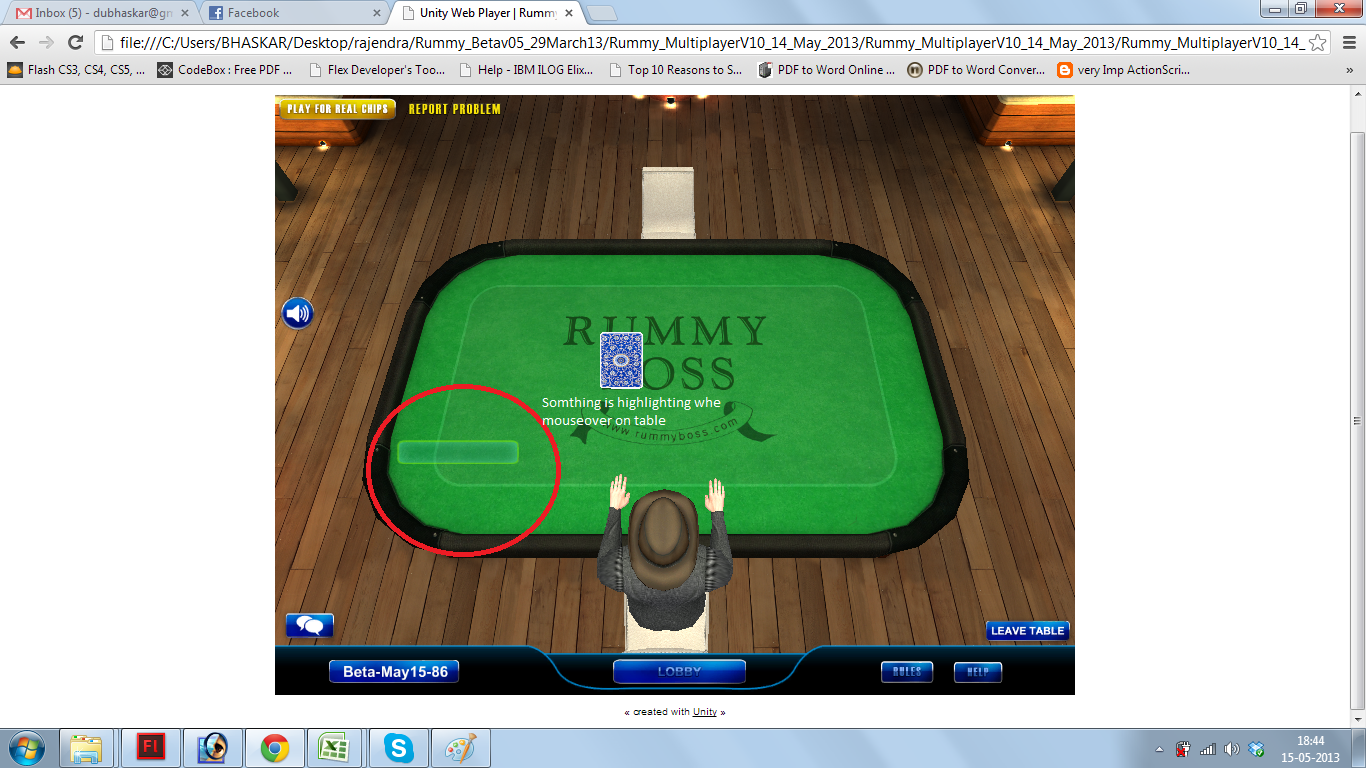 Inbox (5) - dubhaskar@gm
Facebook
Unity Web Player | Rummy
file:///C:/Users/BHASKAR/Desktop/rajendra/Rummy_Betav05_29March13/Rummy_MultiplayerV10_14_May_2013/Rummy_MultiplayerV10_14_May_2013/Rummy_MultiplayerV10_14_
Flash CS3, CS4, CS5, ...
CodeBox : Free PDF ...
Flex Developer's Too...
Help - IBM ILOG Elix...
Top 10 Reasons to S...
PDF to Word Online ...
PDF to Word Conver...
very Imp ActionScri...
»
PLAY FOR REAL CHIPS
REPORT PROBLEM
RUMMY
OSS
Somthing is highlighting whe
mouseover on table
www.rummyboss.com
LEAVE TABLE
Beta-May15-86
LOBBY
RULES
HELP
« created with Unity »
Fl
18:44
15-05-2013